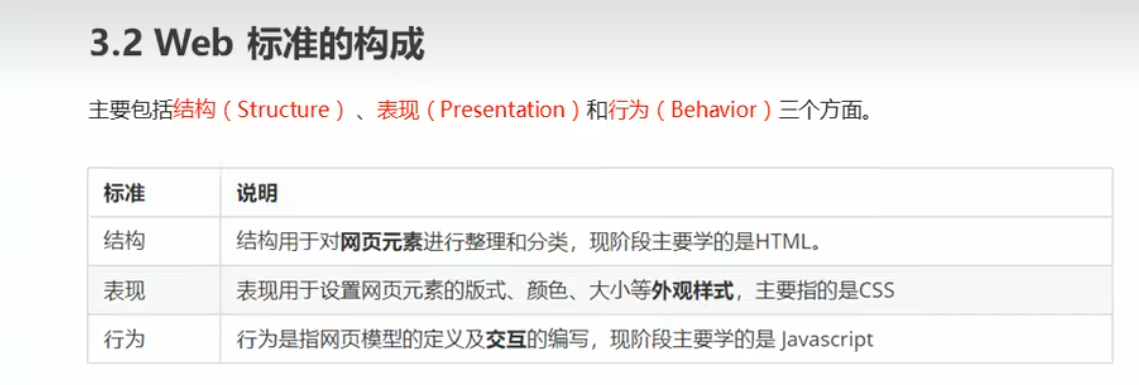 3.2 Web 标准的构成
主要包括结构（Structure）、表现（Presentation）和行为（Behavior）三个方面。
标准 说明
结构 结构用于对网页元素进行整理和分类，现阶段主要学的是HTML。
表现 表现用于设置网页元素的版式、颜色、大小等外观样式，主要指的是CSS
行为 行为是指网页模型的定义及交互的编写，现阶段主要学的是 Javascript